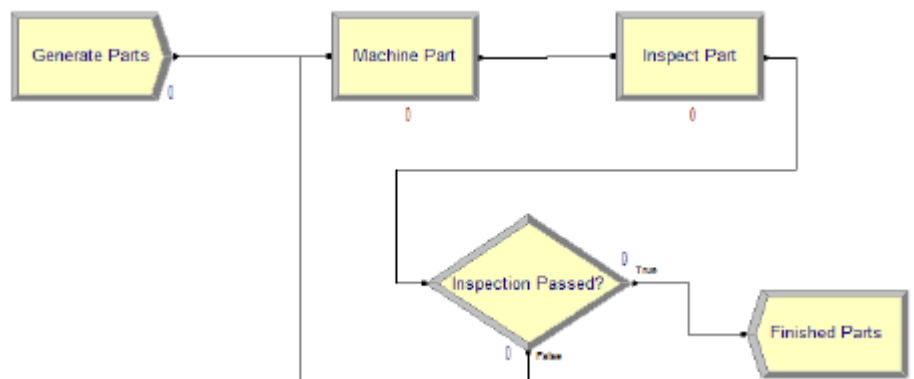 Generate Parts
Machine Part
Inspect Part
0
0
0
Inspection Passed?
0
True
Finished Parts
0
False